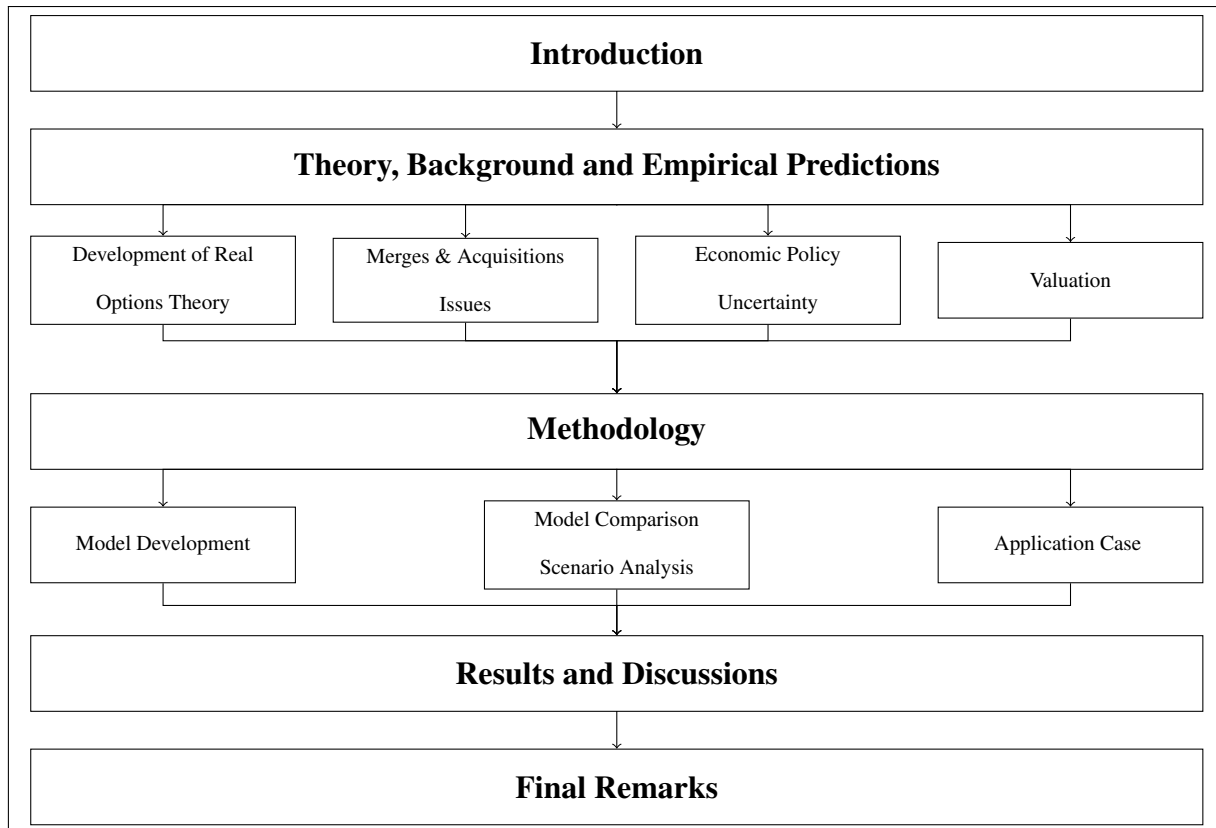 Introduction
Theory, Background and Empirical Predictions
Development of Real
Options Theory
Merges & Acquisitions
Issues
Economic Policy
Uncertainty
Valuation
Methodology
Model Development
Model Comparison
Scenario Analysis
Application Case
Results and Discussions
Final Remarks